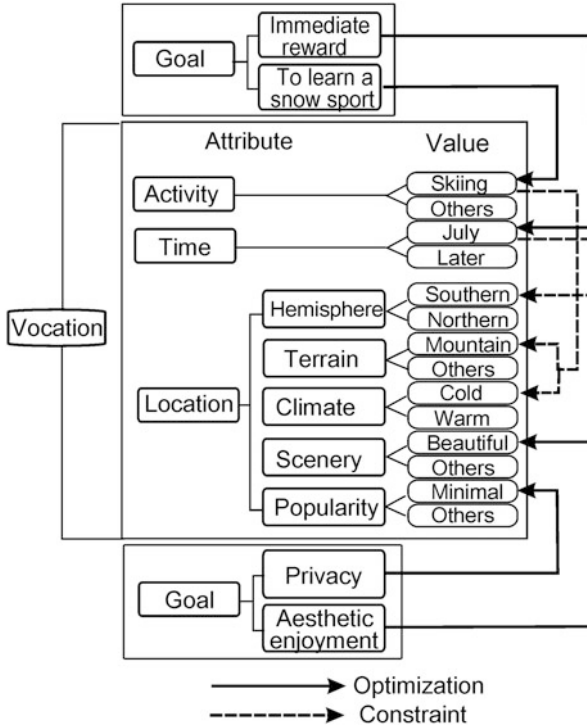 Goal
Immediate
reward
To learn a
snow sport
Attribute
Value
Activity
Skiing
Others
Time
July
Later
Vocation
Location
Hemisphere
Southern
Northern
Terrain
Mountain
Others
Climate
Cold
Warm
Scenery
Beautiful
Others
Popularity
Minimal
Others
Goal
Privacy
Aesthetic
enjoyment
Optimization
Constraint